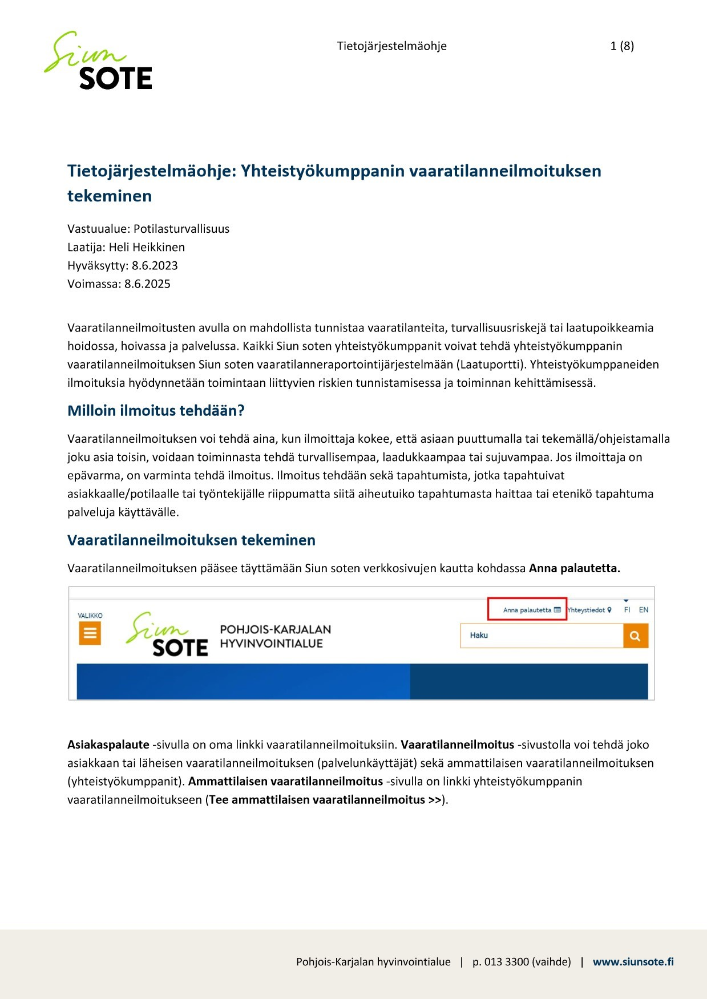 Siun
SOTE
Tietojärjestelmäohje
1 (8)
Tietojärjestelmäohje: Yhteistyökumppanin vaaratilanneilmoituksen
tekeminen
Vastuualue: Potilasturvallisuus
Laatija: Heli Heikkinen
Hyväksytty: 8.6.2023
Voimassa: 8.6.2025
Vaaratilanneilmoitusten avulla on mahdollista tunnistaa vaaratilanteita, turvallisuusriskejä tai laatupoikkeamia
hoidossa, hoivassa ja palvelussa. Kaikki Siun soten yhteistyökumppanit voivat tehdä yhteistyökumppanin
vaaratilanneilmoituksen Siun soten vaaratilanneraportointijärjestelmään (Laatuportti). Yhteistyökumppaneiden
ilmoituksia hyödynnetään toimintaan liittyvien riskien tunnistamisessa ja toiminnan kehittämisessä.
Milloin ilmoitus tehdään?
Vaaratilanneilmoituksen voi tehdä aina, kun ilmoittaja kokee, että asiaan puuttumalla tai tekemällä/ohjeistamalla
joku asia toisin, voidaan toiminnasta tehdä turvallisempaa, laadukkaampaa tai sujuvampaa. Jos ilmoittaja on
epävarma, on varminta tehdä ilmoitus. Ilmoitus tehdään sekä tapahtumista, jotka tapahtuivat
asiakkaalle/potilaalle tai työntekijälle riippumatta siitä aiheutuiko tapahtumasta haittaa tai etenikö tapahtuma
palveluja käyttävälle.
Vaaratilanneilmoituksen tekeminen
Vaaratilanneilmoituksen pääsee täyttämään Siun soten verkkosivujen kautta kohdassa Anna palautetta.
Anna palautetta Yhteystiedot FI EN
VALIKKO
Siun
SOTE
POHJOIS-KARJALAN
HYVINVOINTIALUE
Haku
Asiakaspalaute -sivulla on oma linkki vaaratilanneilmoituksiin. Vaaratilanneilmoitus -sivustolla voi tehdä joko
asiakkaan tai läheisen vaaratilanneilmoituksen (palvelunkäyttäjät) sekä ammattilaisen vaaratilanneilmoituksen
(yhteistyökumppanit). Ammattilaisen vaaratilanneilmoitus -sivulla on linkki yhteistyökumppanin
vaaratilanneilmoitukseen (Tee ammattilaisen vaaratilanneilmoitus >>).
Pohjois-Karjalan hyvinvointialue | p. 013 3300 (vaihde) | www.siunsote.fi